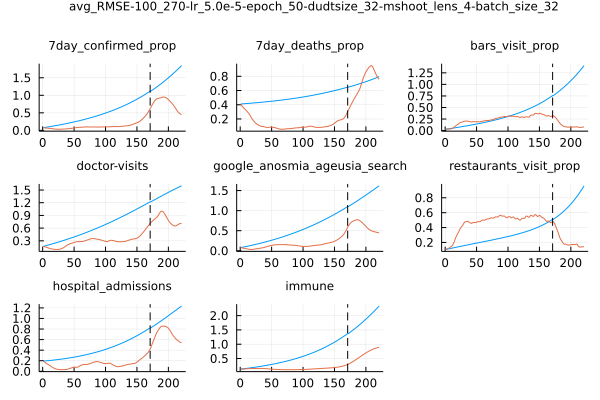 avg_RMSE-100_270-lr_5.0e-5-epoch_50-dudtsize_32-mshoot_lens_4-batch_size_32
7day_confirmed_prop
1.5
1.0
0.5
0.0
0 50 100 150 200
7day_deaths_prop
0.8
0.6
0.4
0.2
0 50 100 150 200
bars_visit_prop
1.25
1.00
0.75
0.50
0.25
0.00
0 50 100 150 200
doctor-visits
1.5
1.2
0.9
0.6
0.3
0 50 100 150 200
google_anosmia_ageusia_search
1.5
1.0
0.5
0.0
0 50 100 150 200
restaurants_visit_prop
0.8
0.6
0.4
0.2
0 50 100 150 200
hospital_admissions
1.2
1.0
0.8
0.6
0.4
0.2
0.0
0 50 100 150 200
immune
2.0
1.5
1.0
0.5
0 50 100 150 200